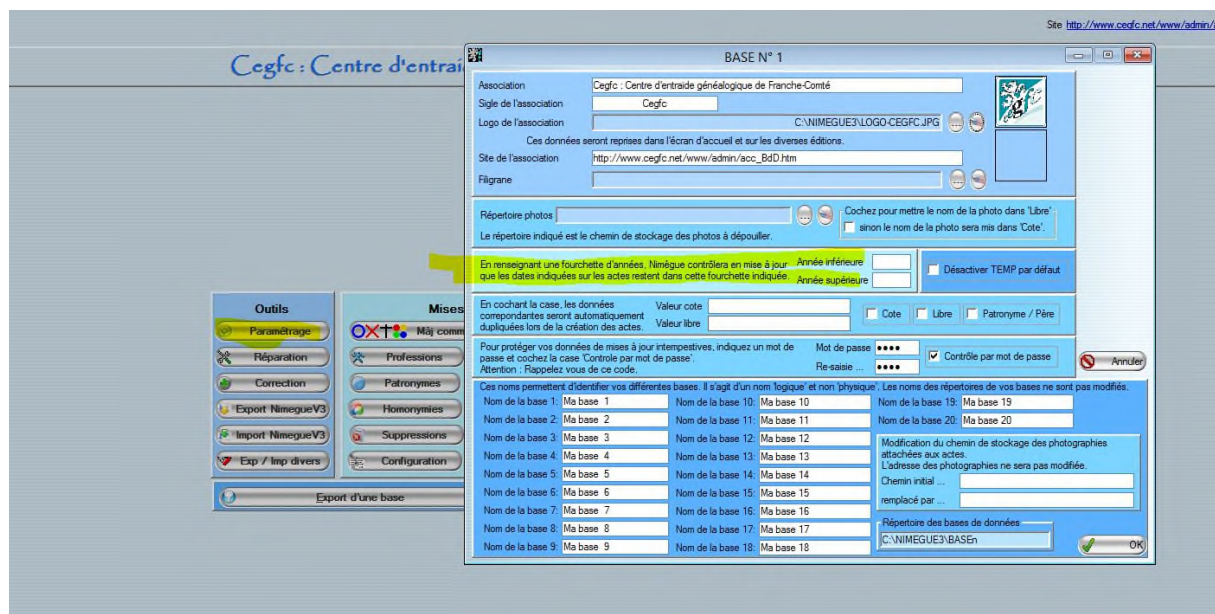 Site http://www.cegfc.net/www/admin/
Cegfc : Centre d'entrai
BASE N° 1
Association Cegfc : Centre d'entraide généalogique de Franche-Comté
Sigle de l'association Cegfc
Logo de l'association C:\NIMEGUE3\LOGO-CEGFC.JPG
Ces données seront reprises dans l'écran d'accueil et sur les diverses éditions.
Site de l'association http://www.cegfc.net/www/admin/acc_BdD.htm
Filigrane
Répertoire photos
Cochez pour mettre le nom de la photo dans 'Libre'
sinon le nom de la photo sera mis dans 'Cote'.
Le répertoire indiqué est le chemin de stockage des photos à dépouiller.
En renseignant une fourchette d'années, Nimègue contrôlera en mise à jour
que les dates indiquées sur les actes restent dans cette fourchette indiquée.
Année inférieure
Année supérieure
Désactiver TEMP par défaut
En cochant la case, les données
correpondantes seront automatiquement
dupliquées lors de la création des actes.
Valeur cote
Valeur libre
Cote Libre Patronyme / Père
Pour protéger vos données de mises à jour intempestives, indiquez un mot de
passe et cochez la case 'Controle par mot de passe'.
Attention : Rappelez vous de ce code.
Mot de passe ●●●●
Re-saisie ... ●●●●
Contrôle par mot de passe
Annuler
Ces noms permettent d'identifier vos différentes bases. Il s'agit d'un nom 'logique' et non 'physique'. Les noms des répertoires de vos bases ne sont pas modifiés.
Nom de la base 1: Ma base 1
Nom de la base 2: Ma base 2
Nom de la base 3: Ma base 3
Nom de la base 4: Ma base 4
Nom de la base 5: Ma base 5
Nom de la base 6: Ma base 6
Nom de la base 7: Ma base 7
Nom de la base 8: Ma base 8
Nom de la base 9: Ma base 9
Nom de la base 10: Ma base 10
Nom de la base 11: Ma base 11
Nom de la base 12: Ma base 12
Nom de la base 13: Ma base 13
Nom de la base 14: Ma base 14
Nom de la base 15: Ma base 15
Nom de la base 16: Ma base 16
Nom de la base 17: Ma base 17
Nom de la base 18: Ma base 18
Nom de la base 19: Ma base 19
Nom de la base 20: Ma base 20
Modification du chemin de stockage des photographies
attachées aux actes.
L'adresse des photographies ne sera pas modifiée.
Chemin initial ...
remplacé par ...
Répertoire des bases de données
C:\NIMEGUE3\BASEn
OK
Outils
Paramétrage
Réparation
Correction
Export NimegueV3
Import NimegueV3
Exp / Imp divers
Mises
Màj comm
Professions
Patronymes
Homonymies
Suppressions
Configuration
Export d'une base